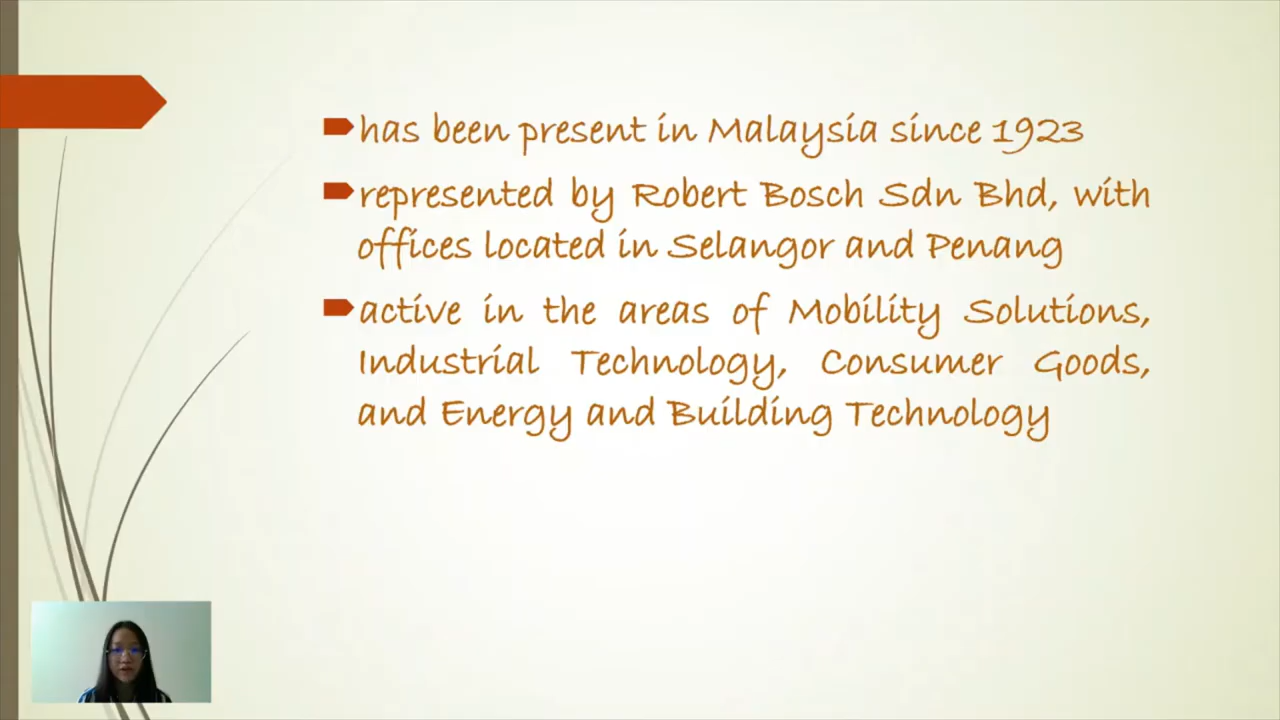 has been present in Malaysia since 1923
represented by Robert Bosch Sdn Bhd, with
offices located in Selangor and Penang
active in the areas of Mobility Solutions,
Industrial Technology, Consumer Goods,
and Energy and Building Technology